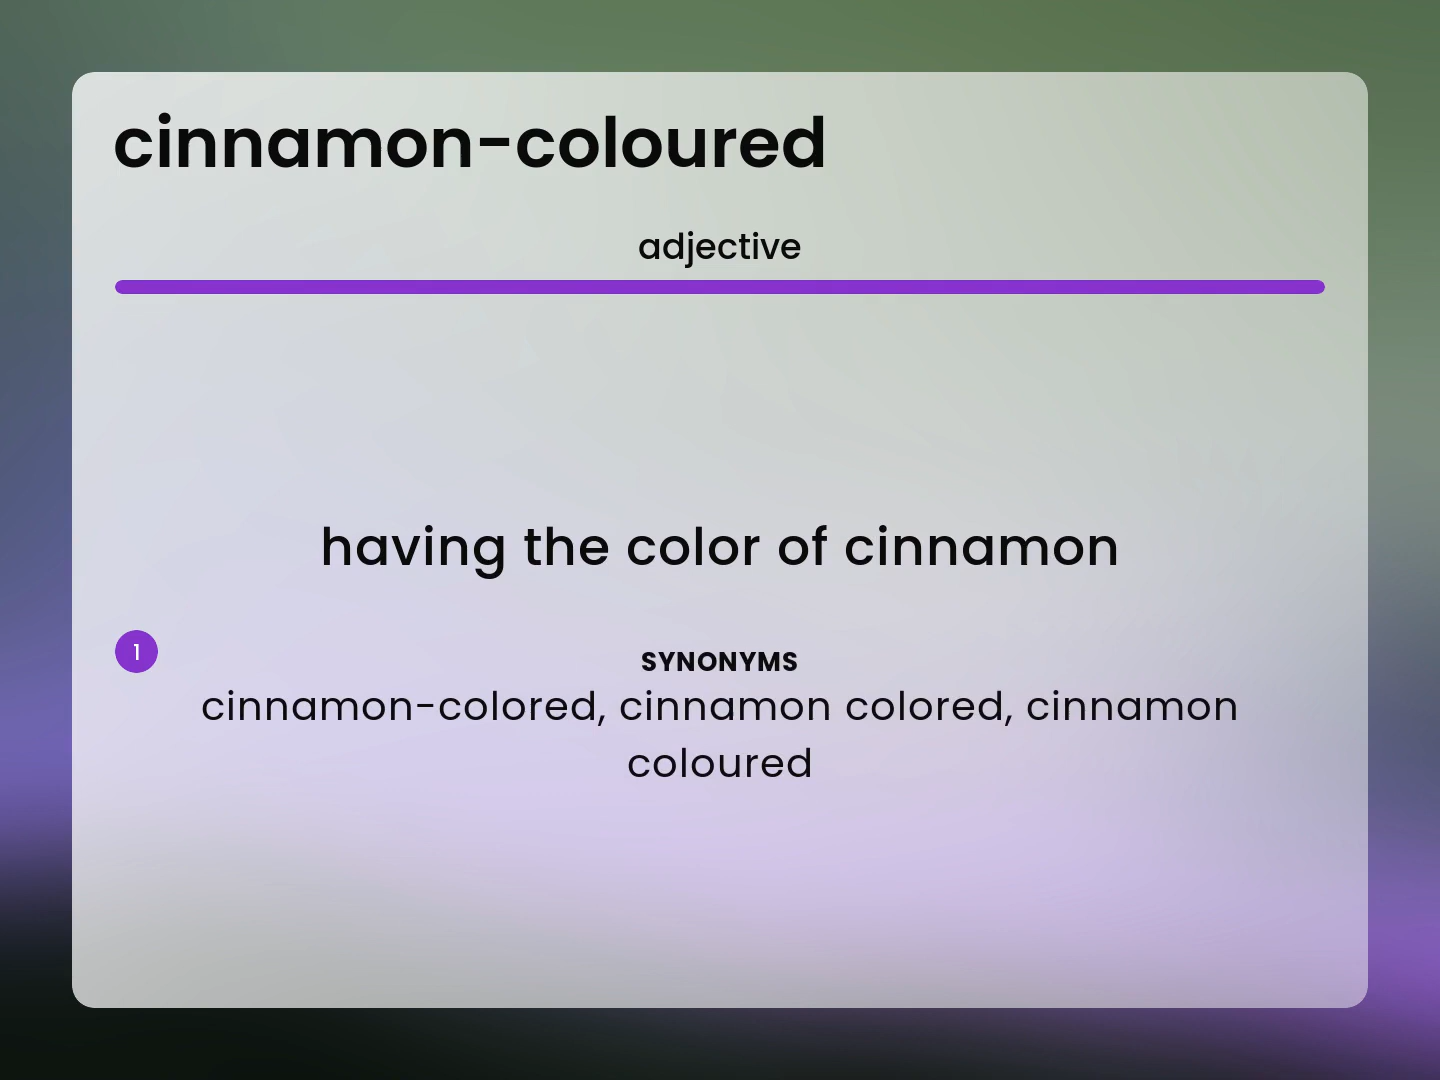 cinnamon-coloured
adjective
having the color of cinnamon
1
SYNONYMS
cinnamon-colored, cinnamon colored, cinnamon
coloured